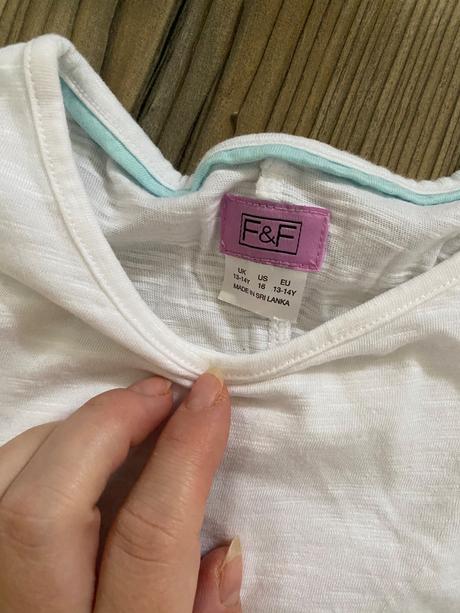 F&F
UK US EU
13-14Y 16 13-14Y
MADE IN SRI LANKA